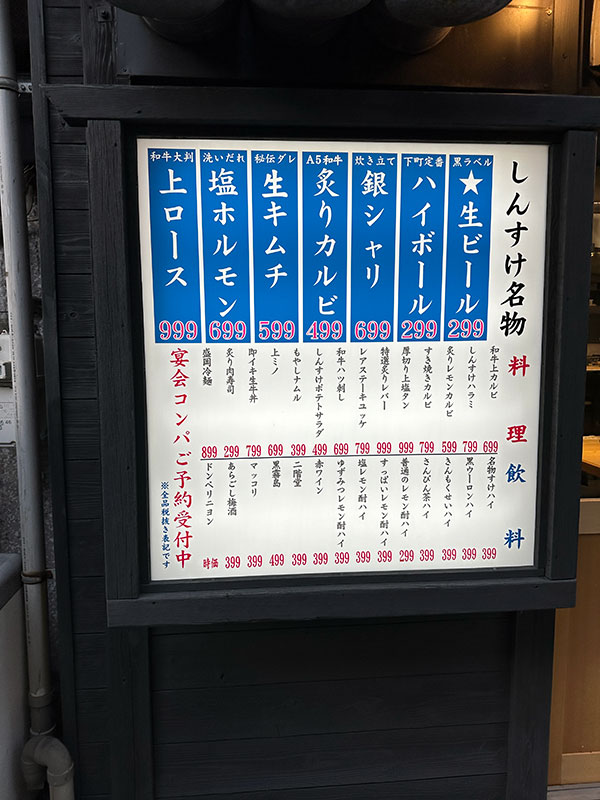 しんすけ名物
黒ラベル
★生ビール
299
下町定番
ハイボール
299
炊き立て
銀シャリ
699
A5和牛
炙りカルビ
499
秘伝ダレ
生キムチ
599
洗いだれ
塩ホルモン
699
和牛大判
上ロース
999
料理
和牛上カルビ 699
しんすけハラミ 799
炙りレモンカルビ 599
すき焼きカルビ 799
厚切り上塩タン 999
特選炙りレバー 999
レアステーキユッケ 799
和牛ハツ刺し 699
しんすけポテトサラダ 499
もやしナムル 399
上ミノ 699
即イキ生牛丼 799
炙り肉寿司 299
盛岡冷麺 899
飲料
名物すけハイ 399
黒ウーロンハイ 399
きんもくせいハイ 399
さんぴん茶ハイ 399
普通のレモン酎ハイ 299
すっぱいレモン酎ハイ 399
塩レモン酎ハイ 399
ゆずみつレモン酎ハイ 399
赤ワイン 399
二階堂 399
黒霧島 499
マッコリ 399
あらごし梅酒 399
ドンペリニヨン 時価
宴会コンパご予約受付中
※全品税抜き表記です